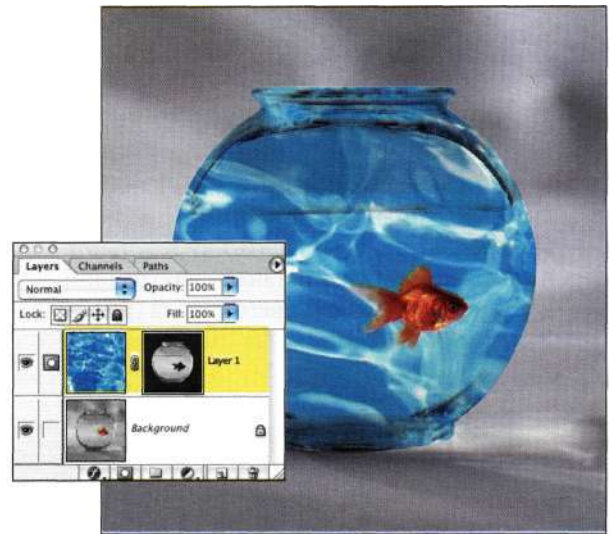 Layers Channels Paths
Normal Opacity: 100%
Lock: Fill: 100%
Layer 1
Background